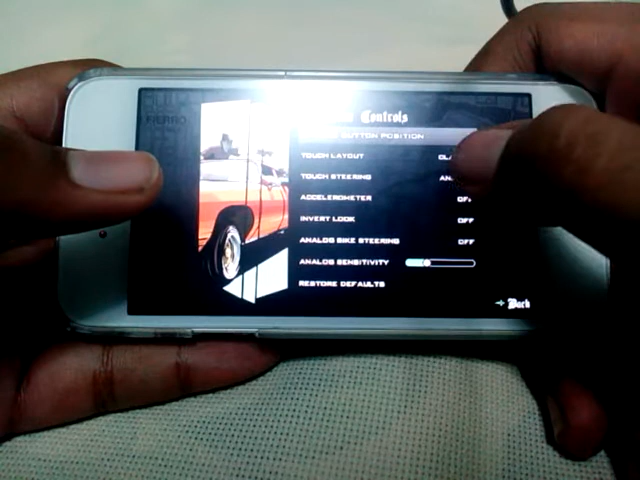 Controls
BUTTON POSITION
TOUCH LAYOUT
TOUCH STEERING
ACCELEROMETER OFF
INVERT LOOK OFF
ANALOG BIKE STEERING OFF
ANALOG SENSITIVITY
RESTORE DEFAULTS
Back